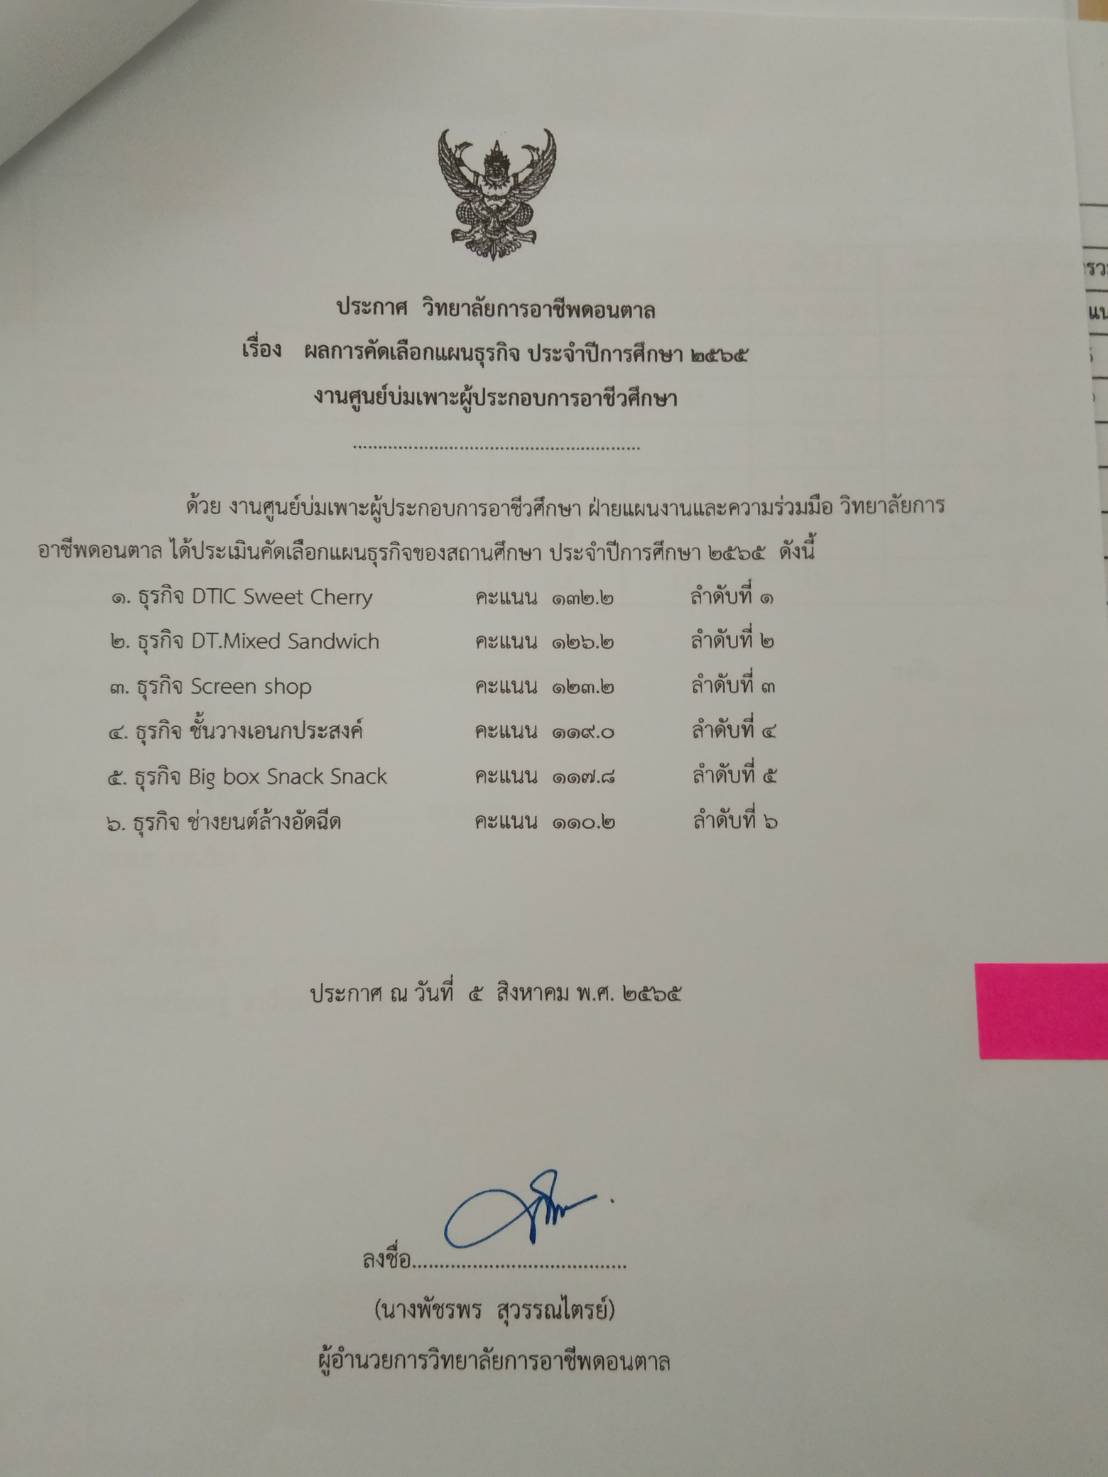 ประกาศ วิทยาลัยการอาชีพดอนตาล
เรื่อง ผลการคัดเลือกแผนธุรกิจ ประจำปีการศึกษา ๒๕๖๕
งานศูนย์บ่มเพาะผู้ประกอบการอาชีวศึกษา
ด้วย งานศูนย์บ่มเพาะผู้ประกอบการอาชีวศึกษา ฝ่ายแผนงานและความร่วมมือ วิทยาลัยการ
อาชีพดอนตาล ได้ประเมินคัดเลือกแผนธุรกิจของสถานศึกษา ประจำปีการศึกษา ๒๕๖๕ ดังนี้
๑. ธุรกิจ DTIC Sweet Cherry คะแนน ๑๓๒.๒ ลำดับที่ ๑
๒. ธุรกิจ DT.Mixed Sandwich คะแนน ๑๒๖.๒ ลำดับที่ ๒
๓. ธุรกิจ Screen shop คะแนน ๑๒๓.๒ ลำดับที่ ๓
๔. ธุรกิจ ชั้นวางเอนกประสงค์ คะแนน ๑๑๙.๐ ลำดับที่ ๔
๕. ธุรกิจ Big box Snack Snack คะแนน ๑๑๗.๘ ลำดับที่ ๕
๖. ธุรกิจ ช่างยนต์ล้างอัดฉีด คะแนน ๑๑๐.๒ ลำดับที่ ๖
ประกาศ ณ วันที่ ๕ สิงหาคม พ.ศ. ๒๕๖๕
ลงชื่อ.......................................
(นางพัชรพร สุวรรณไตรย์)
ผู้อำนวยการวิทยาลัยการอาชีพดอนตาล